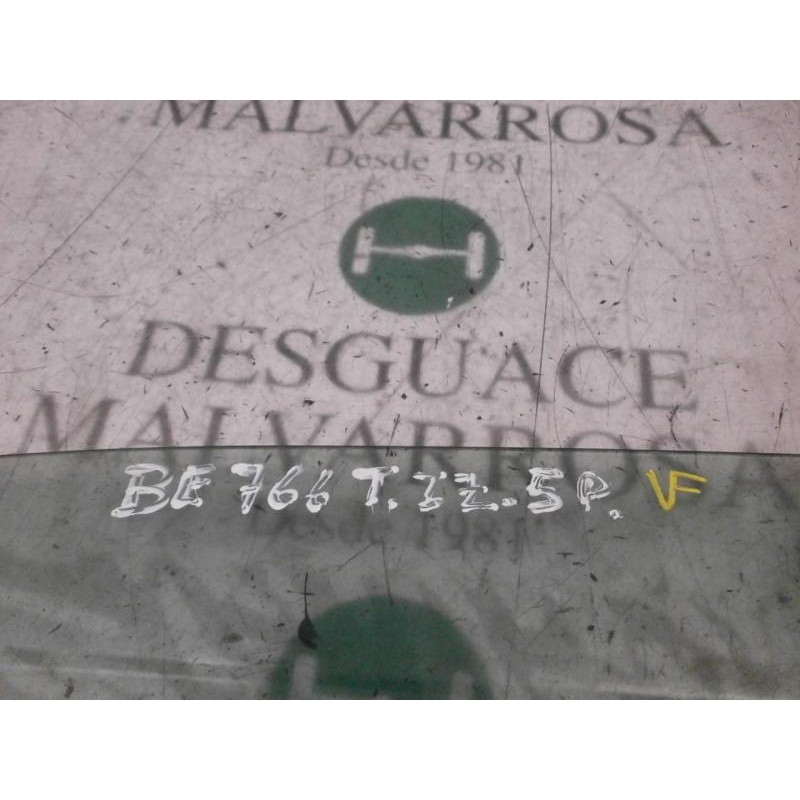 MALVARROSA
Desde 1981
DESGUACE
MALVARROSA
BE 766 T.IZ.5P. VF
Desde 1981